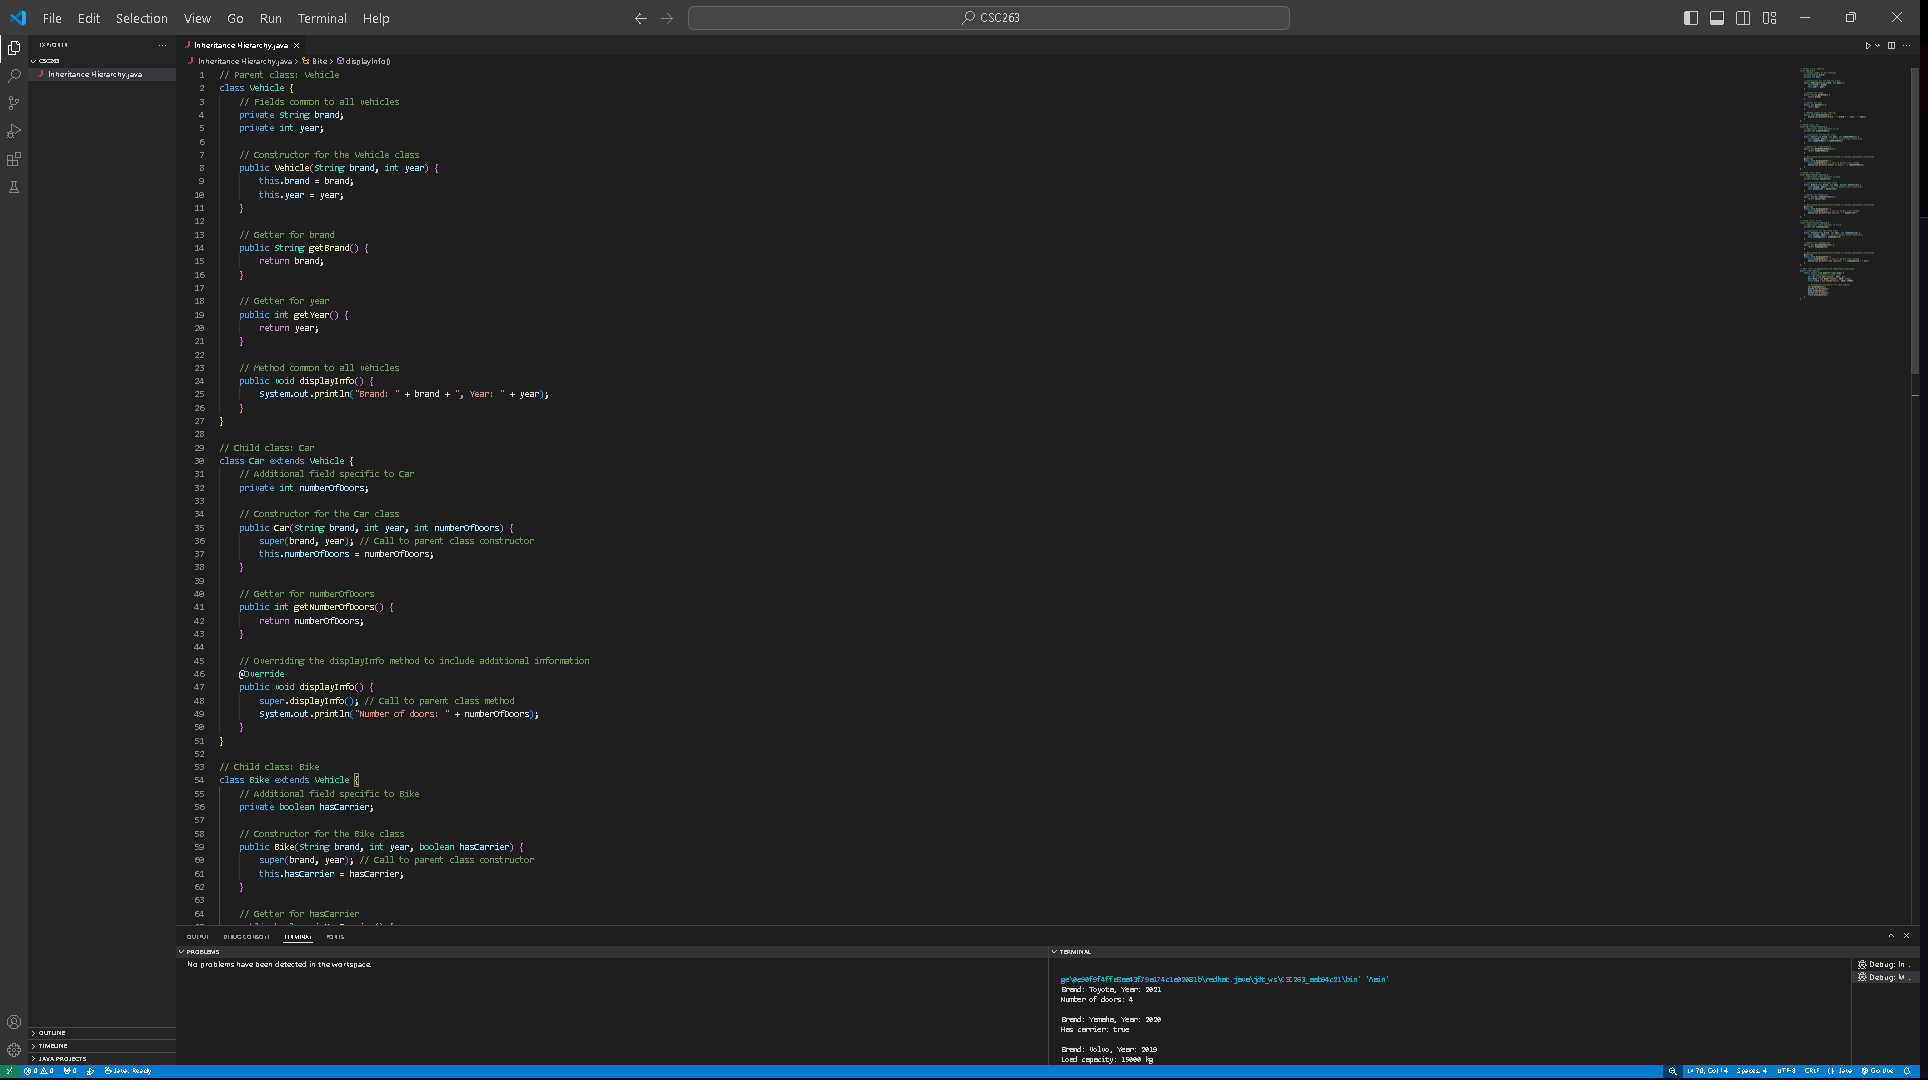 File Edit Selection View Go Run Terminal Help
CSC263
EXPLORER
CSC263
Inheritance Hierarchy.java
OUTLINE
TIMELINE
JAVA PROJECTS
Inheritance Hierarchy.java
Inheritance Hierarchy.java > Bike > displayInfo()
1 // Parent class: Vehicle
2 class Vehicle {
3 // Fields common to all vehicles
4 private String brand;
5 private int year;
6
7 // Constructor for the Vehicle class
8 public Vehicle(String brand, int year) {
9 this.brand = brand;
10 this.year = year;
11 }
12
13 // Getter for brand
14 public String getBrand() {
15 return brand;
16 }
17
18 // Getter for year
19 public int getYear() {
20 return year;
21 }
22
23 // Method common to all vehicles
24 public void displayInfo() {
25 System.out.println("Brand: " + brand + ", Year: " + year);
26 }
27 }
28
29 // Child class: Car
30 class Car extends Vehicle {
31 // Additional field specific to Car
32 private int numberOfDoors;
33
34 // Constructor for the Car class
35 public Car(String brand, int year, int numberOfDoors) {
36 super(brand, year); // Call to parent class constructor
37 this.numberOfDoors = numberOfDoors;
38 }
39
40 // Getter for numberOfDoors
41 public int getNumberOfDoors() {
42 return numberOfDoors;
43 }
44
45 // Overriding the displayInfo method to include additional information
46 @Override
47 public void displayInfo() {
48 super.displayInfo(); // Call to parent class method
49 System.out.println("Number of doors: " + numberOfDoors);
50 }
51 }
52
53 // Child class: Bike
54 class Bike extends Vehicle {
55 // Additional field specific to Bike
56 private boolean hasCarrier;
57
58 // Constructor for the Bike class
59 public Bike(String brand, int year, boolean hasCarrier) {
60 super(brand, year); // Call to parent class constructor
61 this.hasCarrier = hasCarrier;
62 }
63
64 // Getter for hasCarrier
OUTPUT DEBUG CONSOLE TERMINAL PORTS
PROBLEMS
No problems have been detected in the workspace.
TERMINAL
Brand: Toyota, Year: 2021
Number of doors: 4
Brand: Yamaha, Year: 2020
Has carrier: true
Brand: Volvo, Year: 2019
Load capacity: 15000 kg
Debug: In...
Debug: M...
0 0 0 Java: Ready
Ln 70, Col 14 Spaces: 4 UTF-8 CRLF {} Java Go Live